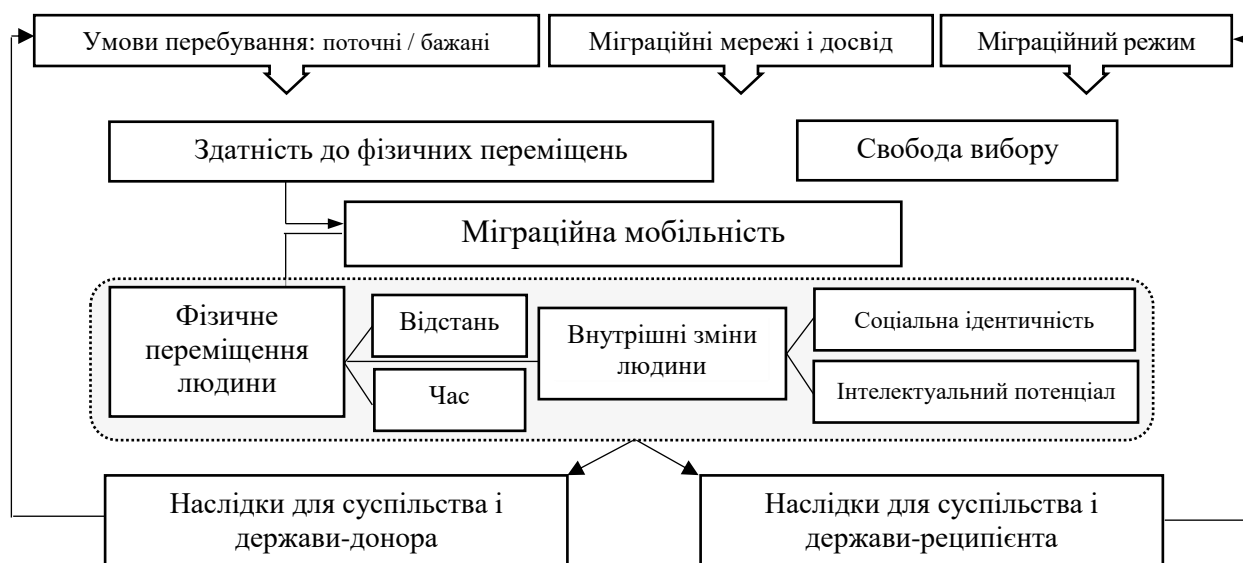 Умови перебування: поточні / бажані
Міграційні мережі і досвід
Міграційний режим
Здатність до фізичних переміщень
Свобода вибору
Міграційна мобільність
Фізичне
переміщення
людини
Відстань
Час
Внутрішні зміни
людини
Соціальна ідентичність
Інтелектуальний потенціал
Наслідки для суспільства і
держави-донора
Наслідки для суспільства і
держави-реципієнта